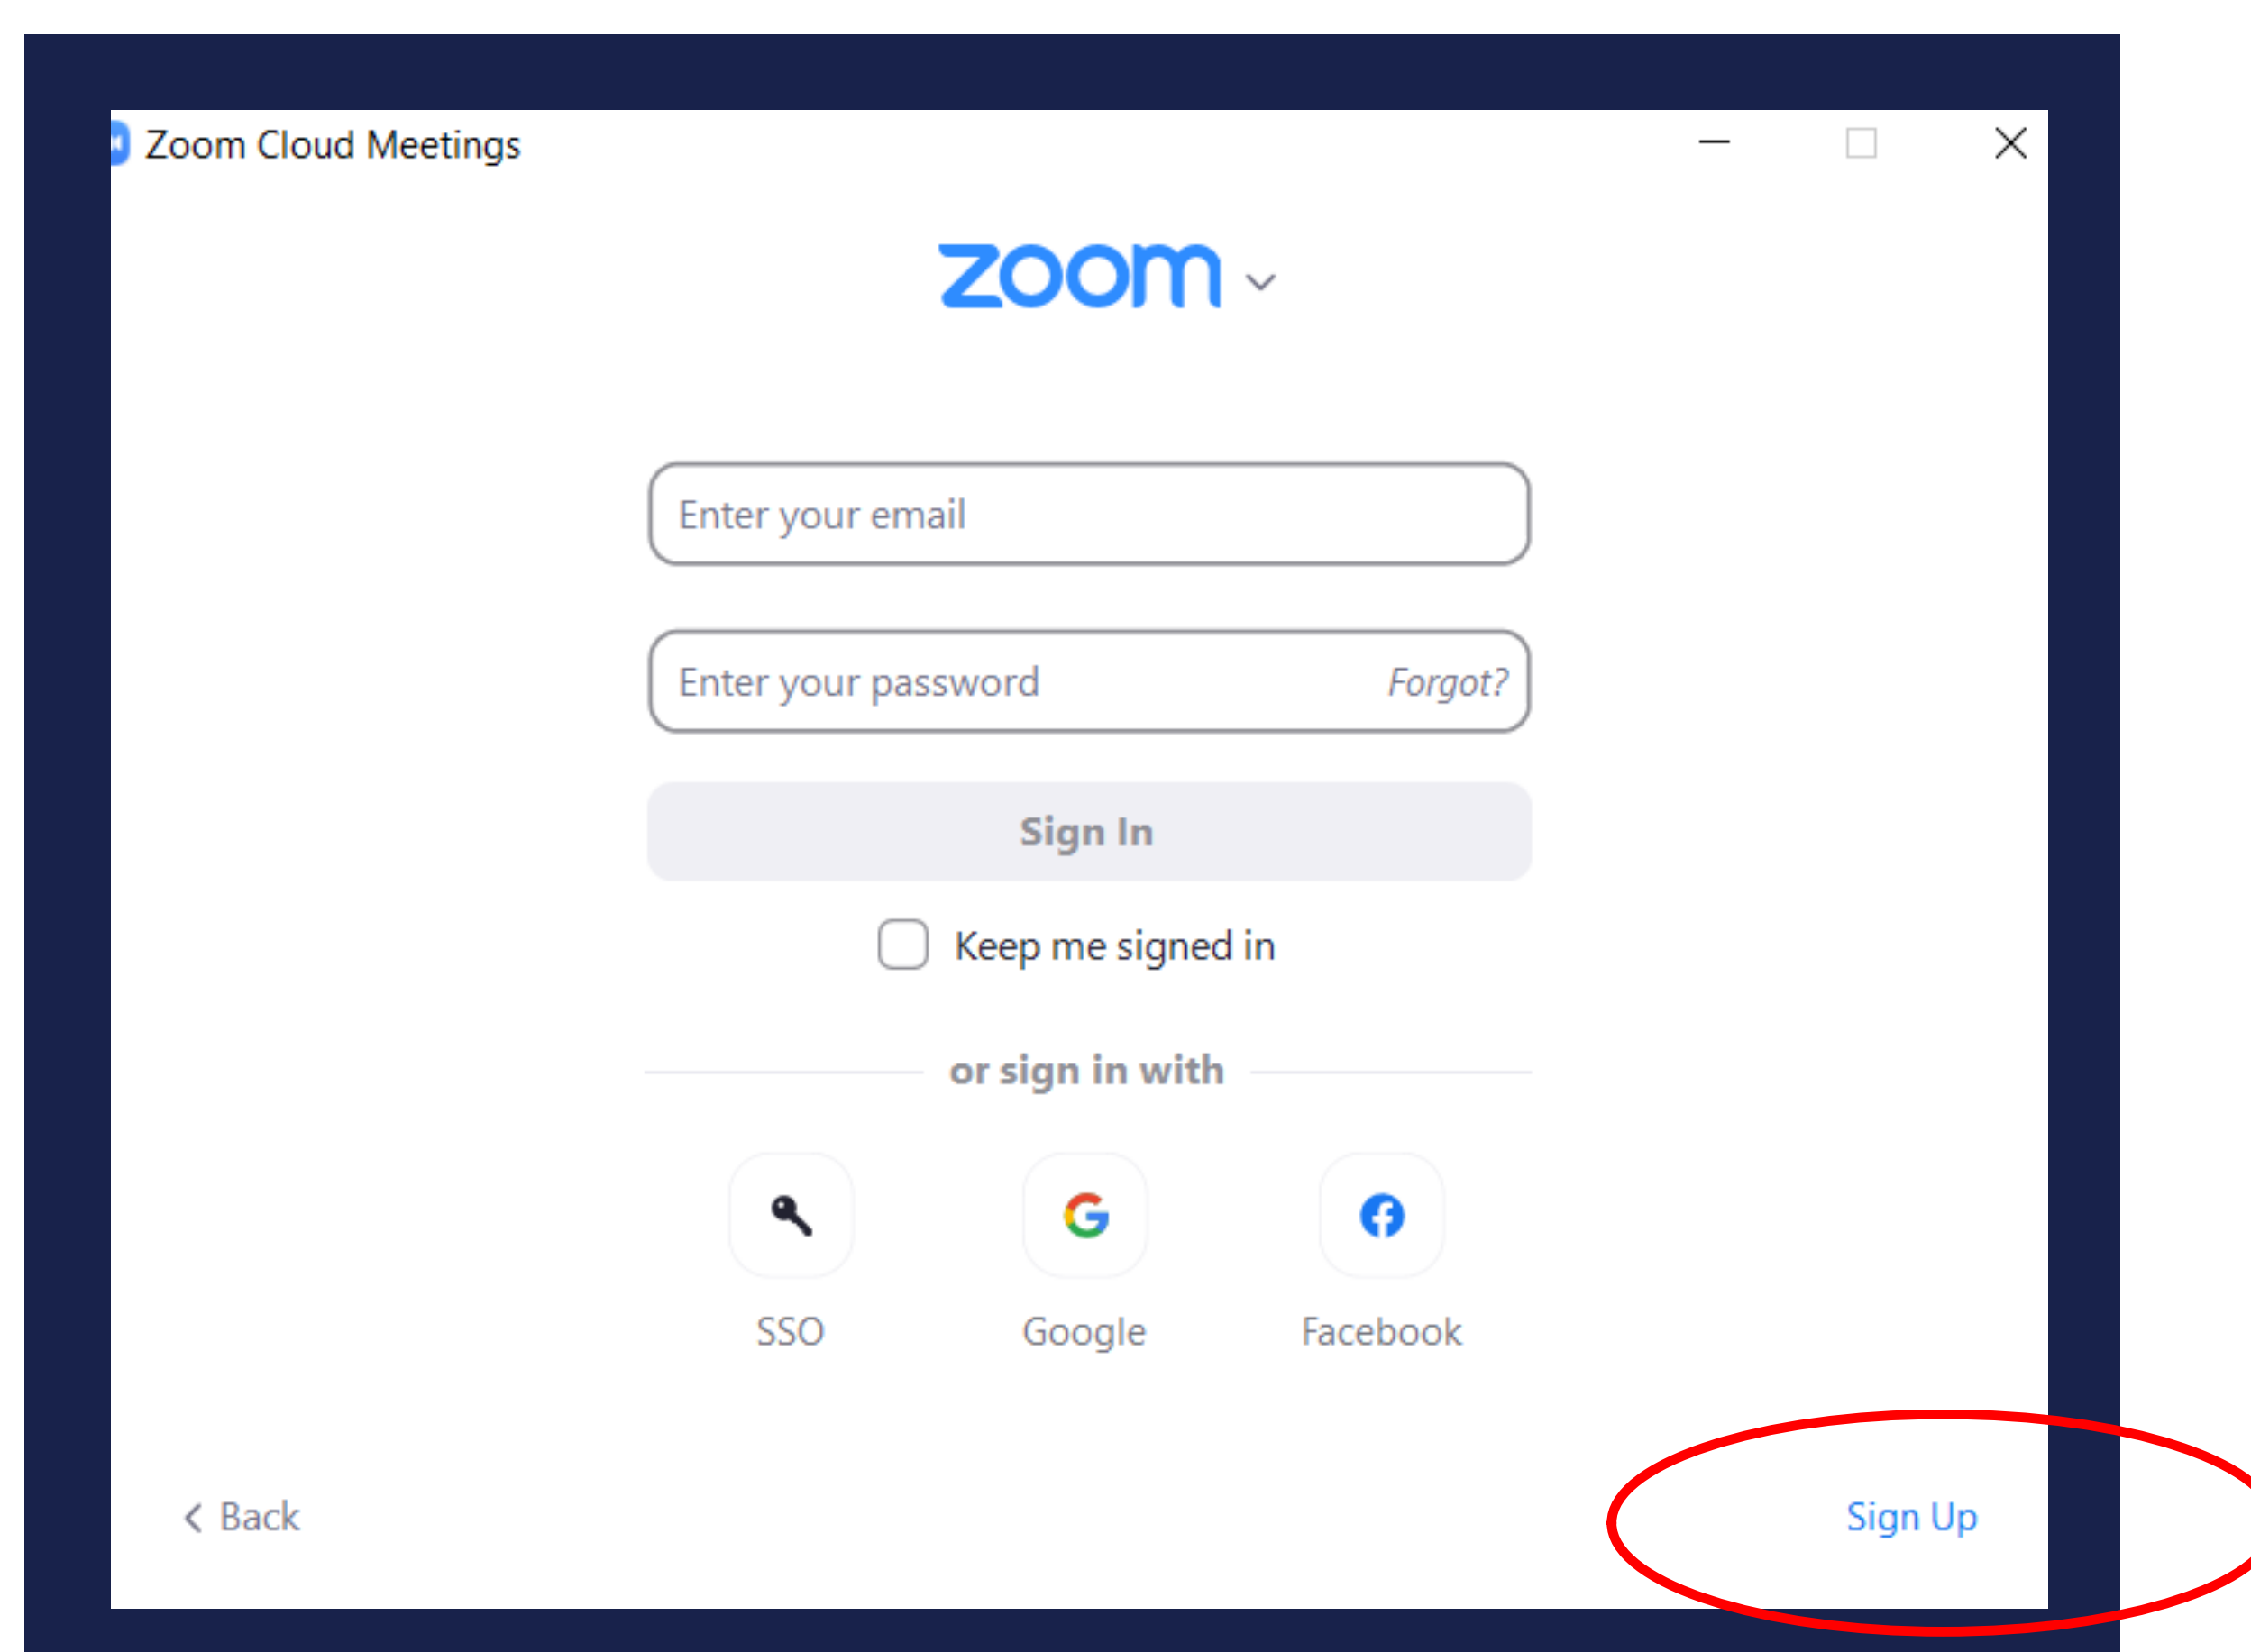 Zoom Cloud Meetings
zoom
Enter your email
Enter your password Forgot?
Sign In
Keep me signed in
or sign in with
SSO Google Facebook
Back Sign Up